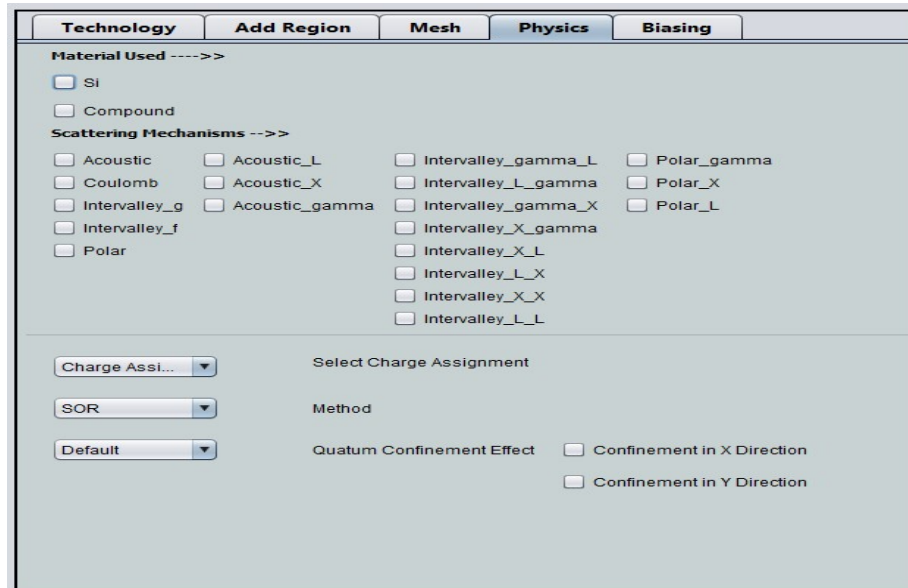 Technology Add Region Mesh Physics Biasing
Material Used ---->>
Si
Compound
Scattering Mechanisms -->>
Acoustic Acoustic_L Intervalley_gamma_L Polar_gamma
Coulomb Acoustic_X Intervalley_L_gamma Polar_X
Intervalley_g Acoustic_gamma Intervalley_gamma_X Polar_L
Intervalley_f Intervalley_X_gamma
Polar Intervalley_X_L
Intervalley_L_X
Intervalley_X_X
Intervalley_L_L
Charge Assi... Select Charge Assignment
SOR Method
Default Quatum Confinement Effect Confinement in X Direction
Confinement in Y Direction